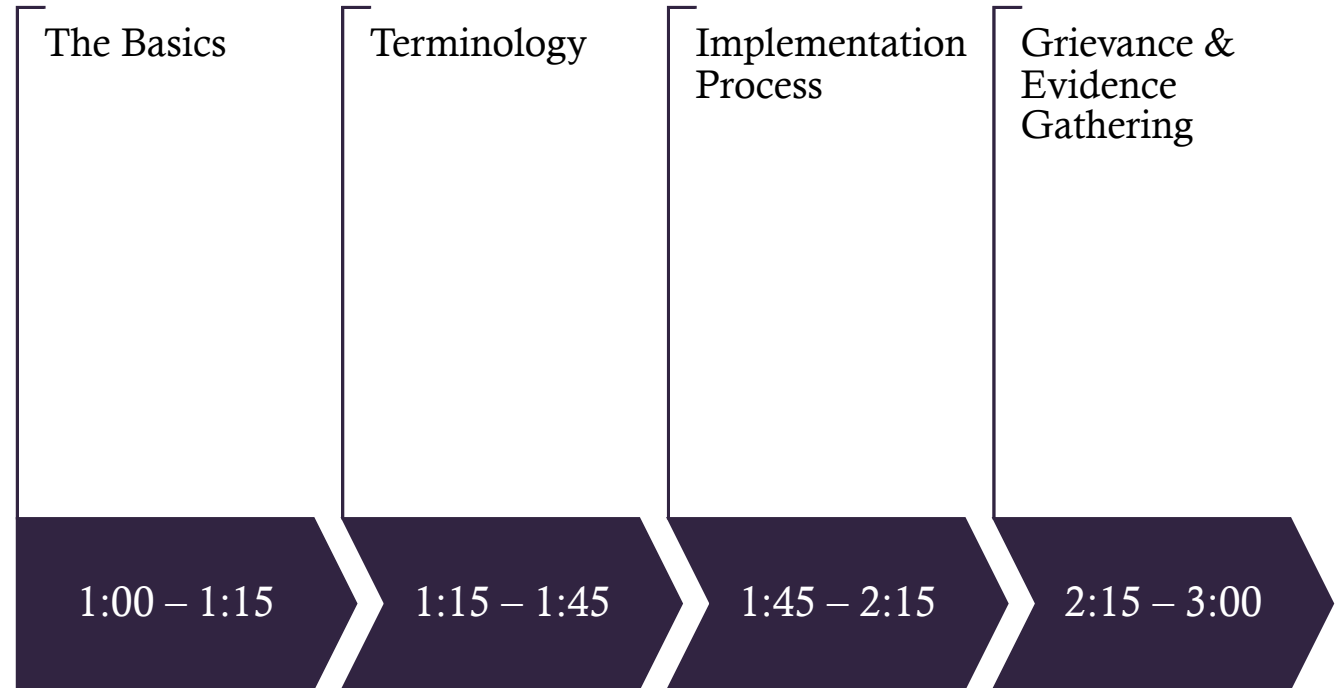 The Basics
Terminology
Implementation
Process
Grievance &
Evidence
Gathering
1:00 – 1:15
1:15 – 1:45
1:45 – 2:15
2:15 – 3:00